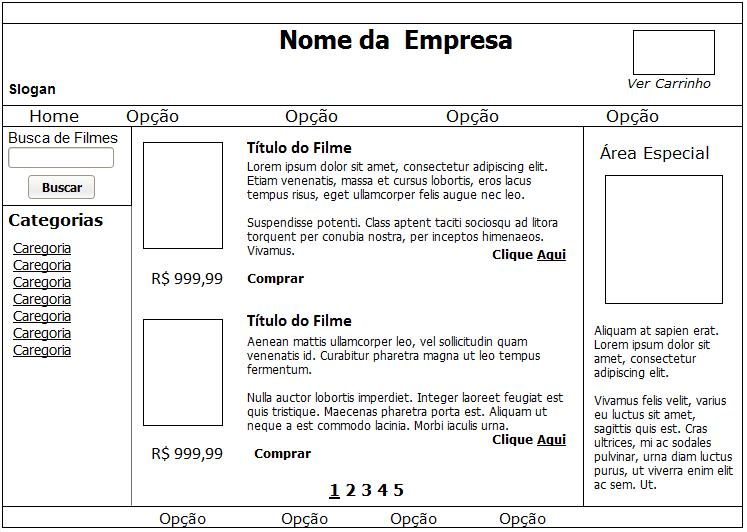 Nome da Empresa
Slogan
Ver Carrinho
Home Opção Opção Opção Opção
Busca de Filmes
Buscar
Categorias
Caregoria
Caregoria
Caregoria
Caregoria
Caregoria
Caregoria
Caregoria
Título do Filme
Lorem ipsum dolor sit amet, consectetur adipiscing elit.
Etiam venenatis, massa et cursus lobortis, eros lacus
tempus risus, eget ullamcorper felis augue nec leo.
Suspendisse potenti. Class aptent taciti sociosqu ad litora
torquent per conubia nostra, per inceptos himenaeos.
Vivamus.
Clique Aqui
R$ 999,99 Comprar
Título do Filme
Aenean mattis ullamcorper leo, vel sollicitudin quam
venenatis id. Curabitur pharetra magna ut leo tempus
fermentum.
Nulla auctor lobortis imperdiet. Integer laoreet feugiat est
quis tristique. Maecenas pharetra porta est. Aliquam ut
neque a est commodo lacinia. Morbi iaculis urna.
Clique Aqui
R$ 999,99 Comprar
1 2 3 4 5
Área Especial
Aliquam at sapien erat.
Lorem ipsum dolor sit
amet, consectetur
adipiscing elit.
Vivamus felis velit, varius
eu luctus sit amet,
sagittis quis est. Cras
ultrices, mi ac sodales
pulvinar, urna diam luctus
purus, ut viverra enim elit
ac sem. Ut.
Opção Opção Opção Opção